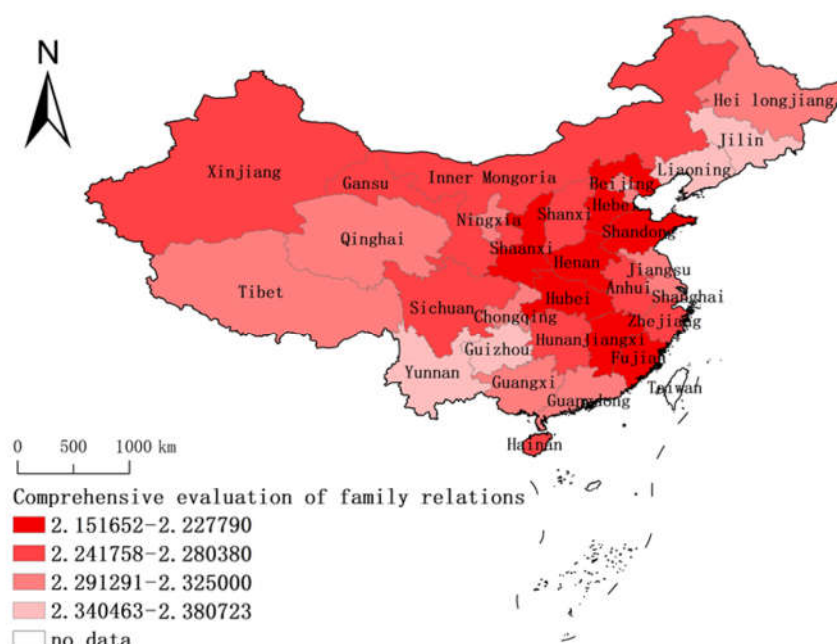 N
Hei longjiang
Jilin
Liaoning
Xinjiang
Inner Mongoria
Gansu
Beijing
Hebei
Ningxia
Shanxi
Shandong
Qinghai
Shaanxi
Henan
Jiangsu
Tibet
Anhui
Shanghai
Sichuan
Hubei
Chongqing
Zhejiang
Guizhou
Hunan
Jiangxi
Fujian
Yunnan
Guangxi
Guangdong
Taiwan
Hainan
0 500 1000 km
Comprehensive evaluation of family relations
2.151652-2.227790
2.241758-2.280380
2.291291-2.325000
2.340463-2.380723
no data